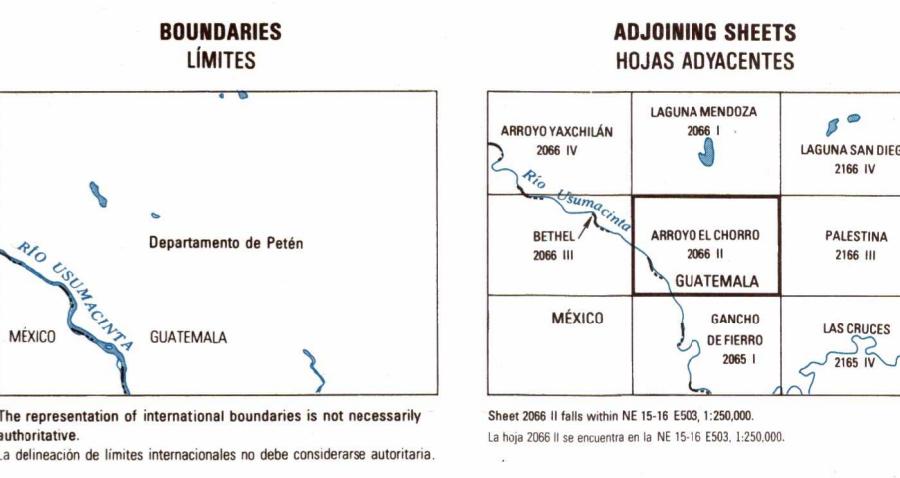 BOUNDARIES
LÍMITES
Departamento de Petén
RÍO USUMACINTA
MÉXICO
GUATEMALA
The representation of international boundaries is not necessarily
authoritative.
La delineación de límites internacionales no debe considerarse autoritaria.
ADJOINING SHEETS
HOJAS ADYACENTES
ARROYO YAXCHILÁN
2066 IV
LAGUNA MENDOZA
2066 I
LAGUNA SAN DIEG
2166 IV
Río Usumacinta
BETHEL
2066 III
ARROYO EL CHORRO
2066 II
GUATEMALA
PALESTINA
2166 III
MÉXICO
GANCHO
DE FIERRO
2065 I
LAS CRUCES
2165 IV
Sheet 2066 II falls within NE 15-16 E503, 1:250,000.
La hoja 2066 II se encuentra en la NE 15-16 E503, 1:250,000.